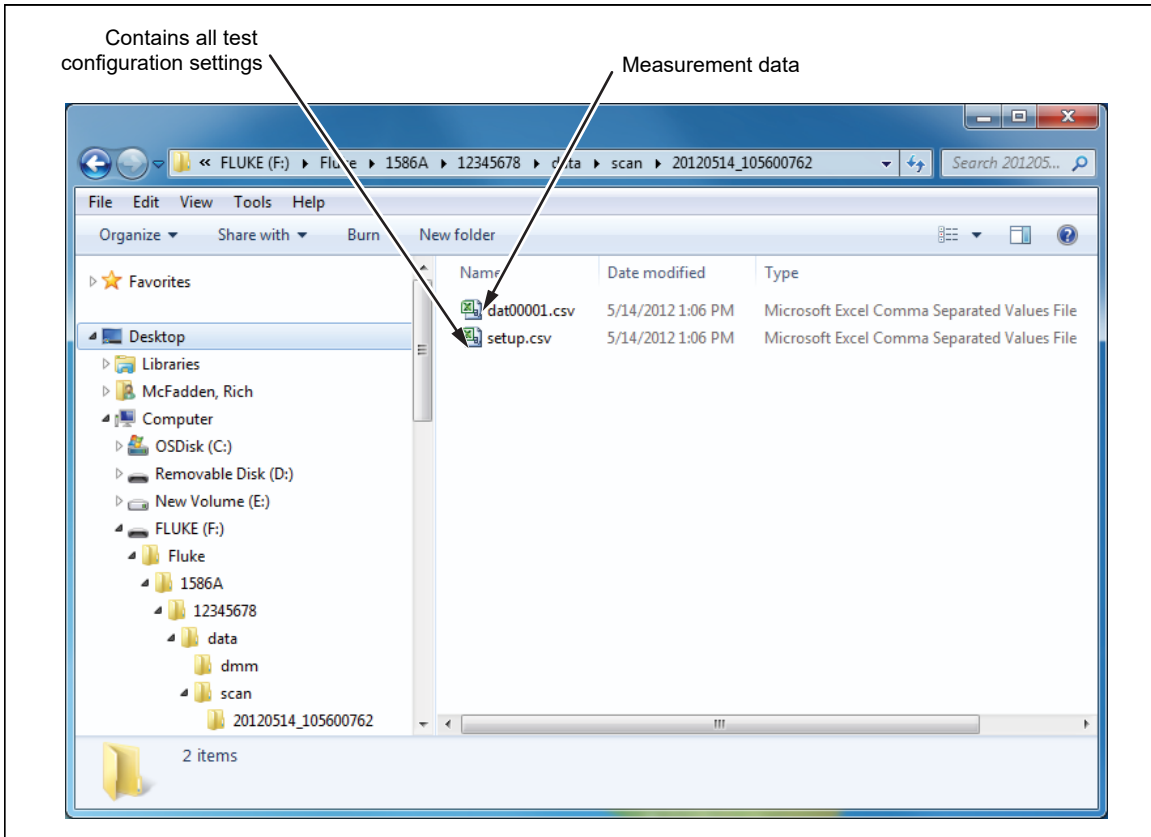 Contains all test
configuration settings
Measurement data
« FLUKE (F:) ▸ Fluke ▸ 1586A ▸ 12345678 ▸ data ▸ scan ▸ 20120514_105600762
Search 201205...
File Edit View Tools Help
Organize Share with Burn New folder
Name Date modified Type
Favorites
dat00001.csv 5/14/2012 1:06 PM Microsoft Excel Comma Separated Values File
Desktop
setup.csv 5/14/2012 1:06 PM Microsoft Excel Comma Separated Values File
Libraries
McFadden, Rich
Computer
OSDisk (C:)
Removable Disk (D:)
New Volume (E:)
FLUKE (F:)
Fluke
1586A
12345678
data
dmm
scan
20120514_105600762
2 items